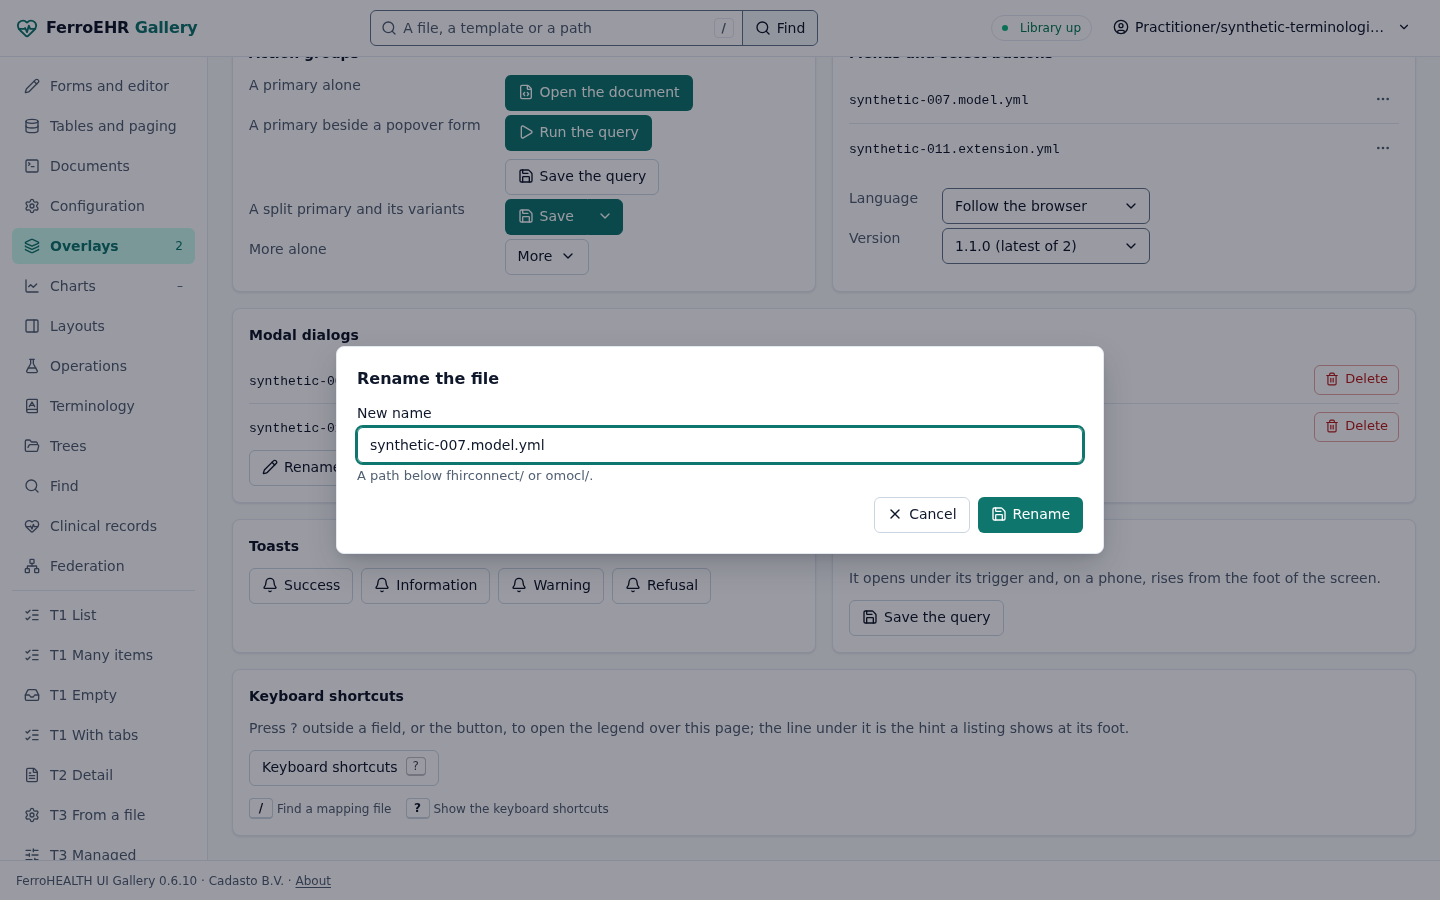 FerroEHR Gallery
A file, a template or a path
/
Find
Library up
Practitioner/synthetic-terminologi…
Forms and editor
Tables and paging
Documents
Configuration
Overlays 2
Charts –
Layouts
Operations
Terminology
Trees
Find
Clinical records
Federation
T1 List
T1 Many items
T1 Empty
T1 With tabs
T2 Detail
T3 From a file
T3 Managed
A primary alone
Open the document
A primary beside a popover form
Run the query
Save the query
A split primary and its variants
Save
More alone
More
synthetic-007.model.yml
synthetic-011.extension.yml
Language
Follow the browser
Version
1.1.0 (latest of 2)
Modal dialogs
Delete
Delete
Rename
Rename the file
New name
synthetic-007.model.yml
A path below fhirconnect/ or omocl/.
Cancel
Rename
Toasts
Success
Information
Warning
Refusal
It opens under its trigger and, on a phone, rises from the foot of the screen.
Save the query
Keyboard shortcuts
Press ? outside a field, or the button, to open the legend over this page; the line under it is the hint a listing shows at its foot.
Keyboard shortcuts ?
/ Find a mapping file ? Show the keyboard shortcuts
FerroHEALTH UI Gallery 0.6.10 · Cadasto B.V. · About